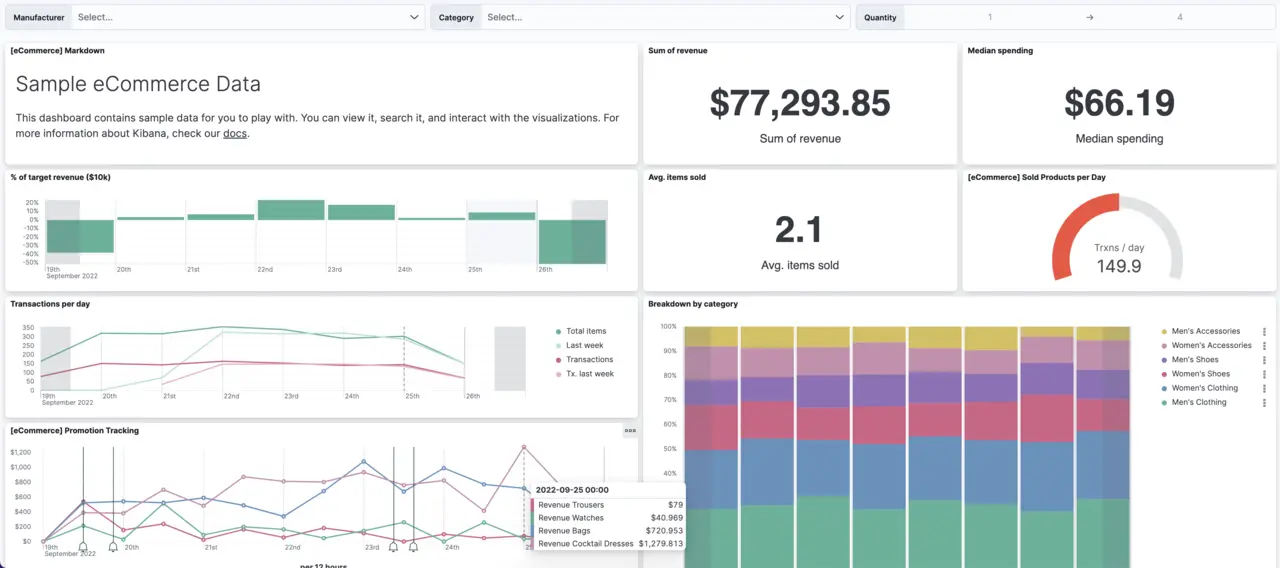 Manufacturer Select...
Category Select...
Quantity 1 → 4
[eCommerce] Markdown
Sample eCommerce Data
This dashboard contains sample data for you to play with. You can view it, search it, and interact with the visualizations. For
more information about Kibana, check our docs.
Sum of revenue
$77,293.85
Sum of revenue
Median spending
$66.19
Median spending
% of target revenue ($10k)
20%
10%
0%
-10%
-20%
-30%
-40%
-50%
19th 20th 21st 22nd 23rd 24th 25th 26th
September 2022
Avg. items sold
2.1
Avg. items sold
[eCommerce] Sold Products per Day
Trxns / day
149.9
Transactions per day
350
300
250
200
150
100
50
0
19th 20th 21st 22nd 23rd 24th 25th 26th
September 2022
Total items
Last week
Transactions
Tx. last week
Breakdown by category
100%
90%
80%
70%
60%
50%
40%
Men's Accessories
Women's Accessories
Men's Shoes
Women's Shoes
Women's Clothing
Men's Clothing
[eCommerce] Promotion Tracking
$1,200
$1,000
$800
$600
$400
$200
$0
19th 20th 21st 22nd 23rd 24th
September 2022
2022-09-25 00:00
Revenue Trousers $79
Revenue Watches $40.969
Revenue Bags $720.953
Revenue Cocktail Dresses $1,279.813
per 12 hours